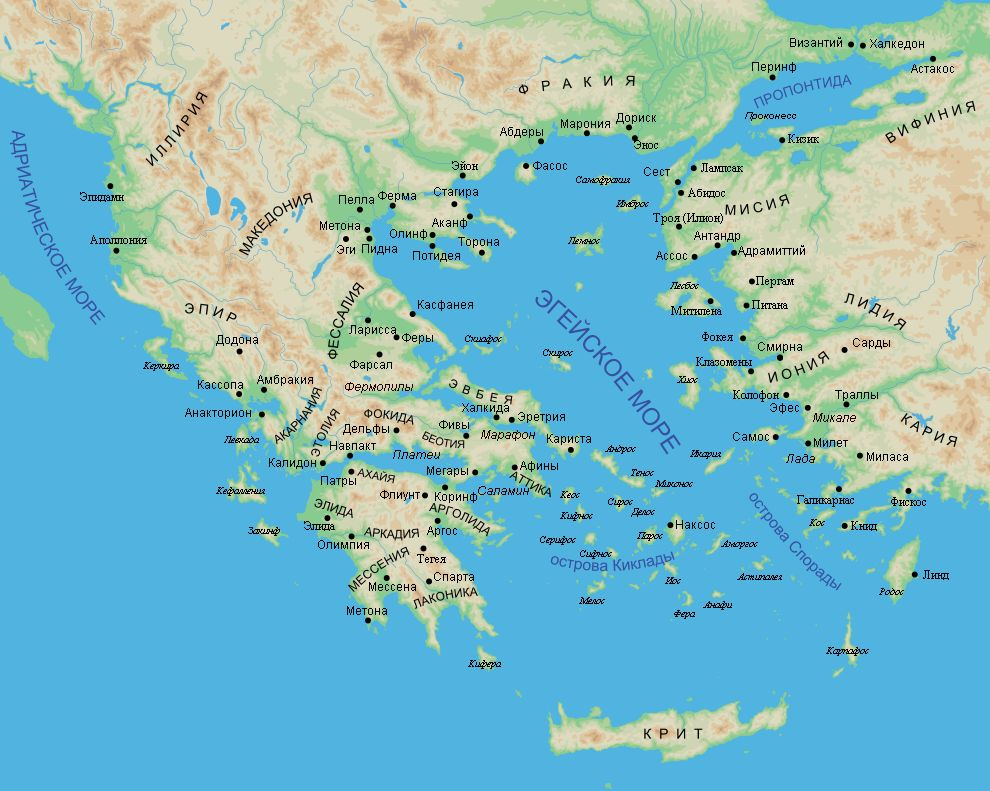 Византий
Халкедон
Перинф
Астакос
ФРАКИЯ
ПРОПОНТИДА
Проконесс
ВИФИНИЯ
ИЛЛИРИЯ
Абдеры
Марония
Дориск
Энос
Кизик
АДРИАТИЧЕСКОЕ МОРЕ
Эйон
Фасос
Самофракия
Сест
Лампсак
Эпидамн
Пелла
Ферма
Стагира
Имброс
Абидос
МИСИЯ
МАКЕДОНИЯ
Метона
Олинф
Аканф
Троя (Илион)
Аполлония
Эги
Пидна
Потидея
Торона
Лемнос
Антандр
Ассос
Адрамиттий
Лесбос
Пергам
Митилена
Питана
ЛИДИЯ
ЭПИР
ФЕССАЛИЯ
Касфанея
ЭГЕЙСКОЕ МОРЕ
Додона
Ларисса
Феры
Скиафос
Фокея
Керкира
Фарсал
Скирос
Смирна
Сарды
Клазомены
ИОНИЯ
Кассопа
Амбракия
Фермопилы
ЭВБЕЯ
Хиос
Колофон
Траллы
Анакторион
АКАРНАНИЯ
ЭТОЛИЯ
ФОКИДА
Халкида
Эретрия
Эфес
Микале
КАРИЯ
Левкада
Дельфы
Фивы
Марафон
Кариста
Самос
Милет
Навпакт
БЕОТИЯ
Андрос
Икария
Лада
Миласа
Калидон
Платеи
Мегары
Афины
Тенос
Миконос
Патры
АХАЙЯ
АТТИКА
Кефалления
Флиунт
Коринф
Саламин
Кеос
Сирос
Делос
Галикарнас
Фискос
ЭЛИДА
Элида
АРГОЛИДА
Кифнос
Наксос
острова Спорады
Кос
Книд
Закинф
Олимпия
АРКАДИЯ
Аргос
Серифос
Парос
Аморгос
Тегея
Сифнос
острова Киклады
МЕССЕНИЯ
Мессена
Спарта
Иос
Астипалея
Линд
Родос
ЛАКОНИКА
Мелос
Фера
Анафи
Метона
Кифера
Карпафос
КРИТ